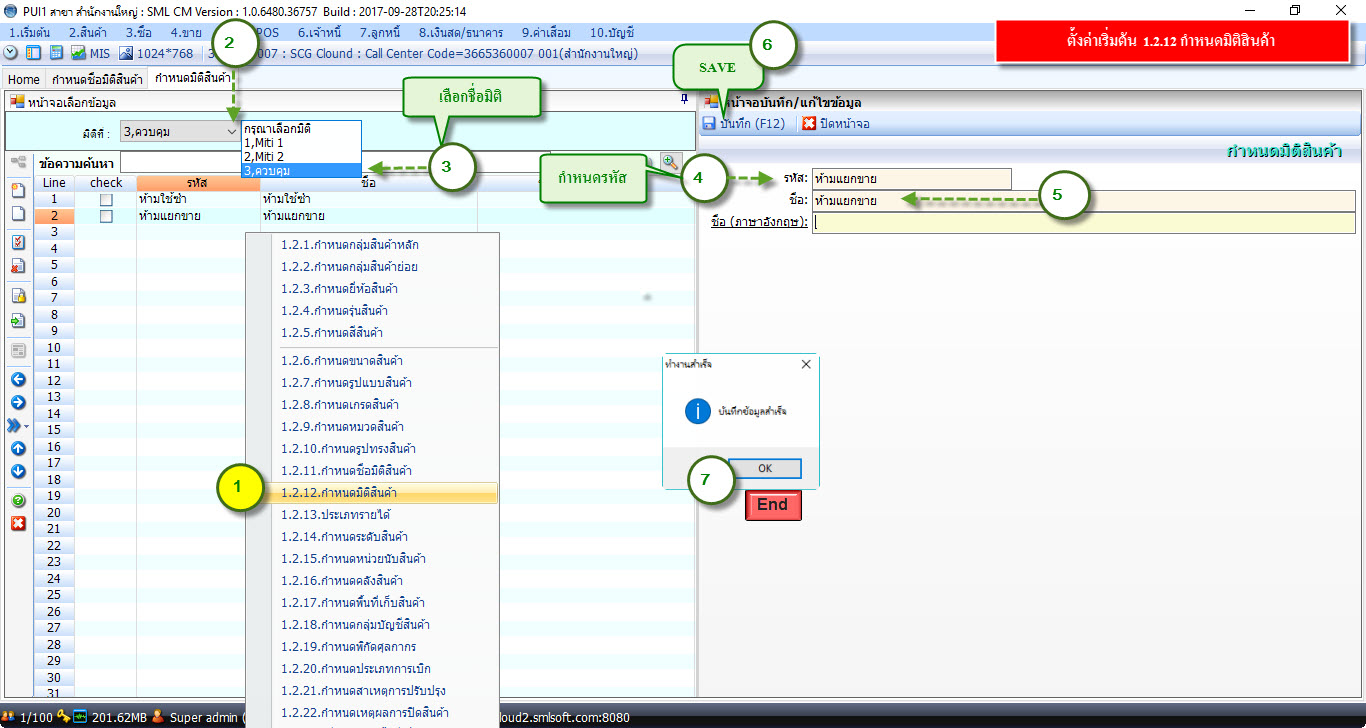 PUI1 สาขา สำนักงานใหญ่ : SML CM Version : 1.0.6480.36757 Build : 2017-09-28T20:25:14
1.เริ่มต้น 2.สินค้า 3.ซื้อ 4.ขาย POS 6.เจ้าหนี้ 7.ลูกหนี้ 8.เงินสด/ธนาคาร 9.ค่าเสื่อม 10.บัญชี
MIS 1024*768 3 007 : SCG Clound : Call Center Code=3665360007 001(สำนักงานใหญ่)
ตั้งค่าเริ่มต้น 1.2.12 กำหนดมิติสินค้า
2
6
SAVE
Home กำหนดชื่อมิติสินค้า กำหนดมิติสินค้า
หน้าจอเลือกข้อมูล
เลือกชื่อมิติ
หน้าจอบันทึก/แก้ไขข้อมูล
มิติที่ : 3,ควบคุม
บันทึก (F12) ปิดหน้าจอ
กรุณาเลือกมิติ
1,Miti 1
2,Miti 2
3,ควบคุม
3
กำหนดมิติสินค้า
ข้อความค้นหา
กำหนดรหัส
4
รหัส: ห้ามแยกขาย
ชื่อ: ห้ามแยกขาย
5
ชื่อ (ภาษาอังกฤษ):
Line check รหัส ชื่อ
1 ห้ามใช้ซ้ำ ห้ามใช้ซ้ำ
2 ห้ามแยกขาย ห้ามแยกขาย
3
4
5
6
7
8
9
10
11
12
13
14
15
16
17
18
19
20
21
22
23
24
25
26
27
28
29
30
31
1.2.1.กำหนดกลุ่มสินค้าหลัก
1.2.2.กำหนดกลุ่มสินค้าย่อย
1.2.3.กำหนดยี่ห้อสินค้า
1.2.4.กำหนดรุ่นสินค้า
1.2.5.กำหนดสีสินค้า
1.2.6.กำหนดขนาดสินค้า
1.2.7.กำหนดรูปแบบสินค้า
1.2.8.กำหนดเกรดสินค้า
1.2.9.กำหนดหมวดสินค้า
1.2.10.กำหนดรูปทรงสินค้า
1.2.11.กำหนดชื่อมิติสินค้า
1
1.2.12.กำหนดมิติสินค้า
1.2.13.ประเภทรายได้
1.2.14.กำหนดระดับสินค้า
1.2.15.กำหนดหน่วยนับสินค้า
1.2.16.กำหนดคลังสินค้า
1.2.17.กำหนดพื้นที่เก็บสินค้า
1.2.18.กำหนดกลุ่มบัญชีสินค้า
1.2.19.กำหนดพิกัดศุลกากร
1.2.20.กำหนดประเภทการเบิก
1.2.21.กำหนดสาเหตุการปรับปรุง
1.2.22.กำหนดเหตุผลการปิดสินค้า
ทำงานสำเร็จ
บันทึกข้อมูลสำเร็จ
OK
7
End
1/100 201.62MB Super admin ( loud2.smlsoft.com:8080